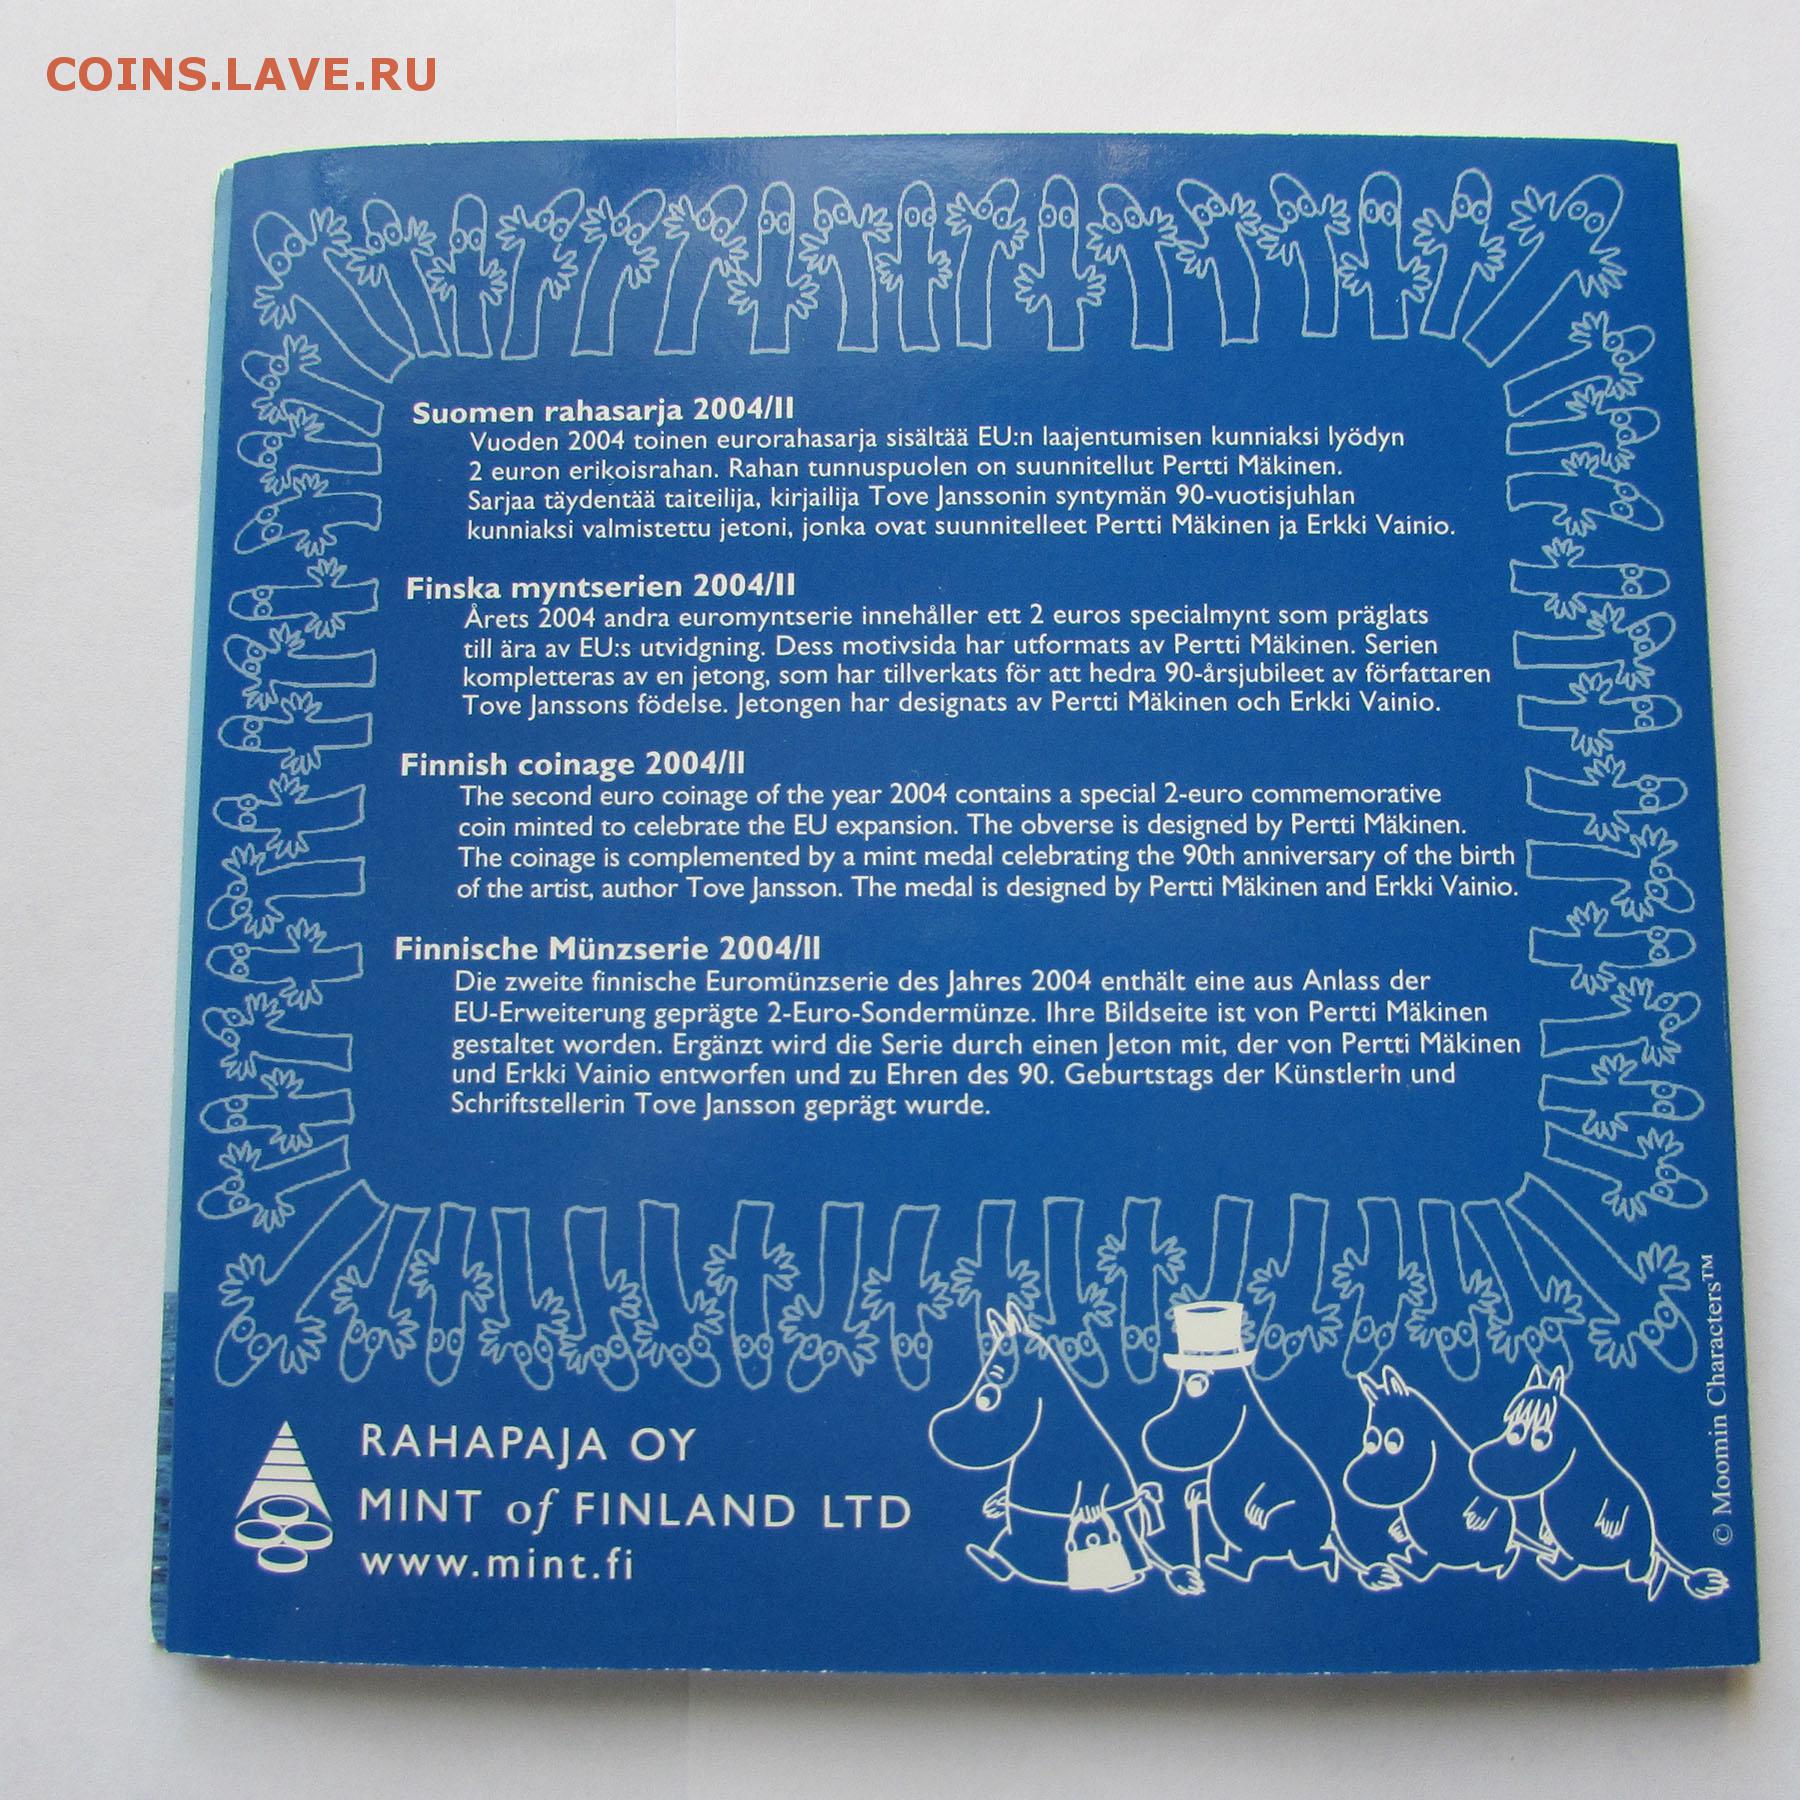 COINS.LAVE.RU
Suomen rahasarja 2004/II
Vuoden 2004 toinen eurorahasarja sisältää EU:n laajentumisen kunniaksi lyödyn
2 euron erikoisrahan. Rahan tunnuspuolen on suunnitellut Pertti Mäkinen.
Sarjaa täydentää taiteilija, kirjailija Tove Janssonin syntymän 90-vuotisjuhlan
kunniaksi valmistettu jetoni, jonka ovat suunnitelleet Pertti Mäkinen ja Erkki Vainio.
Finska myntserien 2004/II
Årets 2004 andra euromyntserie innehåller ett 2 euros specialmynt som präglats
till ära av EU:s utvidgning. Dess motivsida har utformats av Pertti Mäkinen. Serien
kompletteras av en jetong, som har tillverkats för att hedra 90-årsjubileet av författaren
Tove Janssons födelse. Jetongen har designats av Pertti Mäkinen och Erkki Vainio.
Finnish coinage 2004/II
The second euro coinage of the year 2004 contains a special 2-euro commemorative
coin minted to celebrate the EU expansion. The obverse is designed by Pertti Mäkinen.
The coinage is complemented by a mint medal celebrating the 90th anniversary of the birth
of the artist, author Tove Jansson. The medal is designed by Pertti Mäkinen and Erkki Vainio.
Finnische Münzserie 2004/II
Die zweite finnische Euromünzserie des Jahres 2004 enthält eine aus Anlass der
EU-Erweiterung geprägte 2-Euro-Sondermünze. Ihre Bildseite ist von Pertti Mäkinen
gestaltet worden. Ergänzt wird die Serie durch einen Jeton mit, der von Pertti Mäkinen
und Erkki Vainio entworfen und zu Ehren des 90. Geburtstags der Künstlerin und
Schriftstellerin Tove Jansson geprägt wurde.
RAHAPAJA OY
MINT of FINLAND LTD
www.mint.fi
© Moomin Characters™